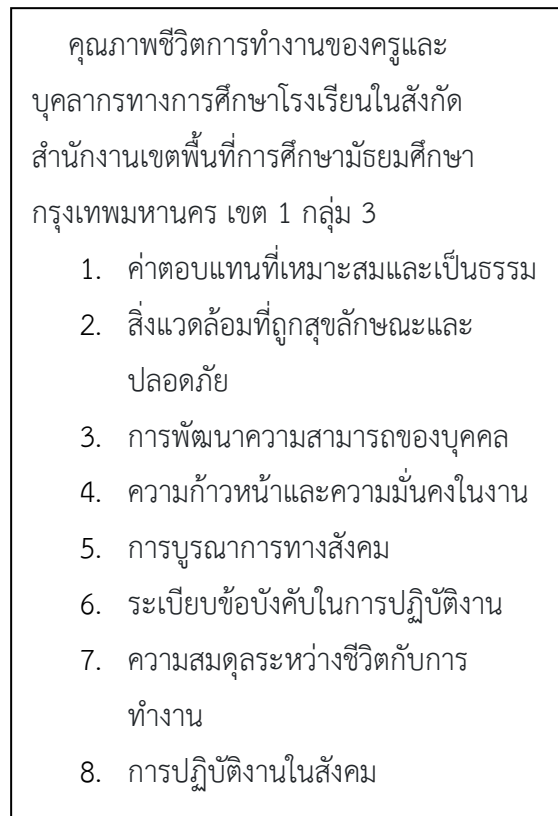 คุณภาพชีวิตการทำงานของครูและ
บุคลากรทางการศึกษาโรงเรียนในสังกัด
สำนักงานเขตพื้นที่การศึกษามัธยมศึกษา
กรุงเทพมหานคร เขต 1 กลุ่ม 3
1. ค่าตอบแทนที่เหมาะสมและเป็นธรรม
2. สิ่งแวดล้อมที่ถูกสุขลักษณะและ
ปลอดภัย
3. การพัฒนาความสามารถของบุคคล
4. ความก้าวหน้าและความมั่นคงในงาน
5. การบูรณาการทางสังคม
6. ระเบียบข้อบังคับในการปฏิบัติงาน
7. ความสมดุลระหว่างชีวิตกับการ
ทำงาน
8. การปฏิบัติงานในสังคม